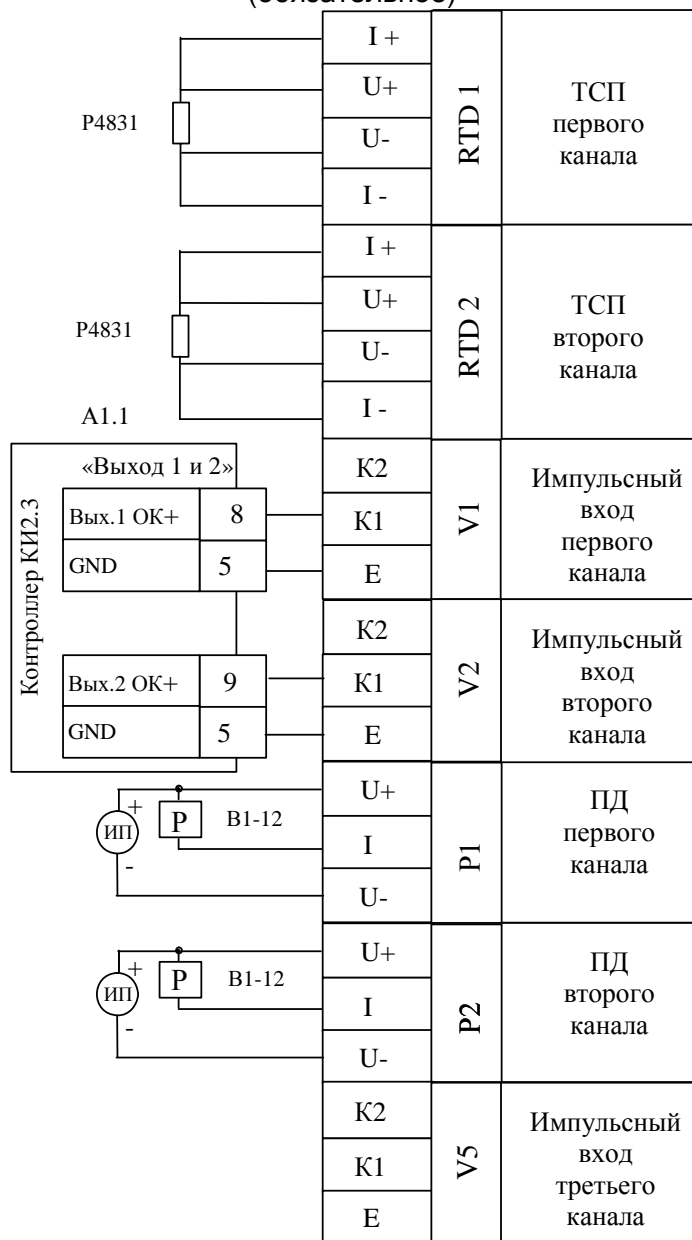 (обязательное)
I +
U+
U-
I -
RTD 1
ТСП
первого
канала
P4831
I +
U+
U-
I -
RTD 2
ТСП
второго
канала
P4831
A1.1
Контроллер КИ2.3
«Выход 1 и 2»
Вых.1 ОК+ 8
GND 5
K2
K1
E
V1
Импульсный
вход
первого
канала
Вых.2 ОК+ 9
GND 5
K2
K1
E
V2
Импульсный
вход
второго
канала
ИП
+
-
P
B1-12
U+
I
U-
P1
ПД
первого
канала
ИП
+
-
P
B1-12
U+
I
U-
P2
ПД
второго
канала
K2
K1
E
V5
Импульсный
вход
третьего
канала